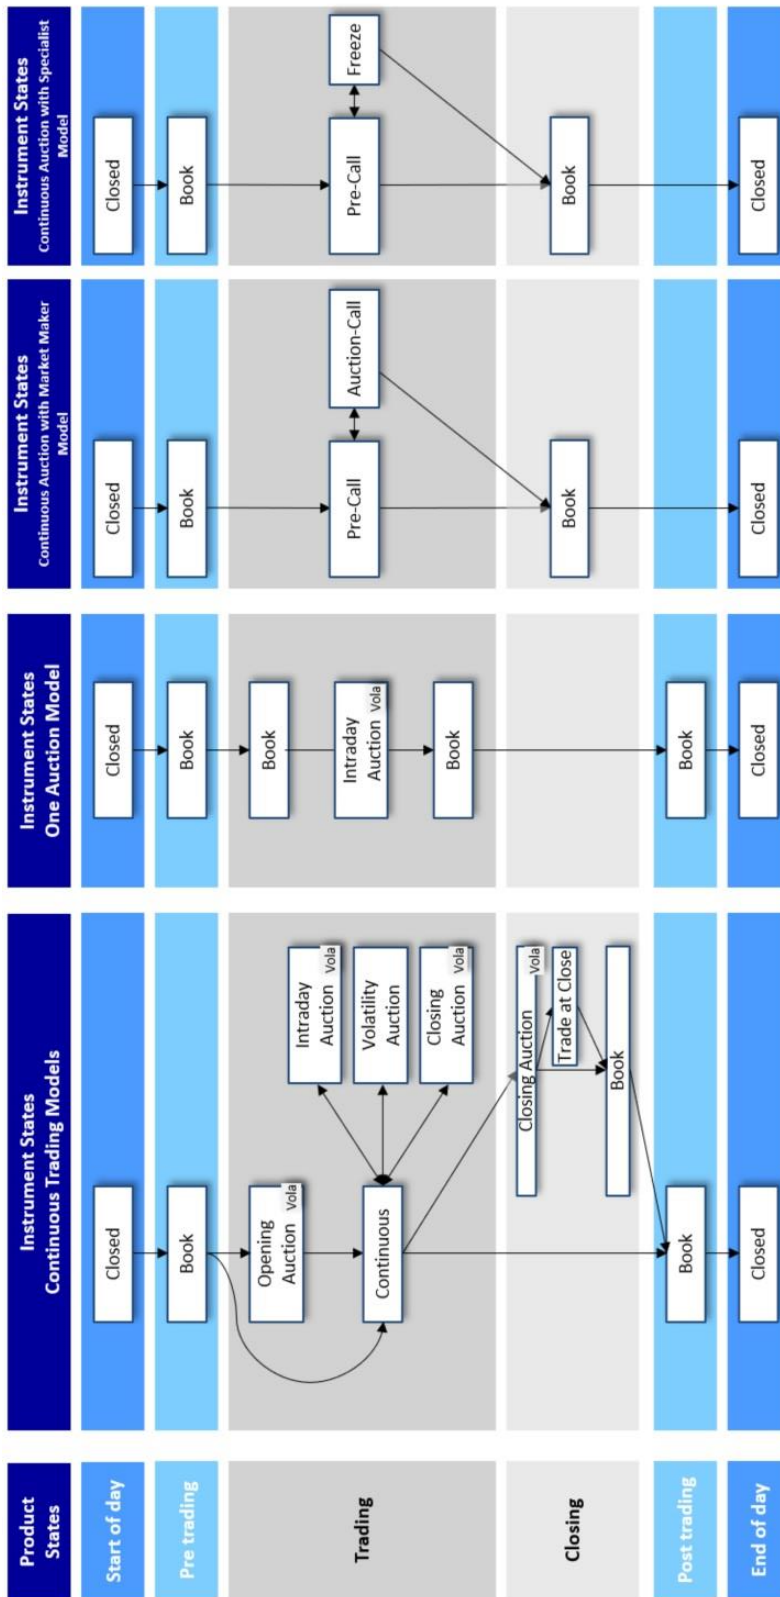 Product
States
Start of day
Pre trading
Trading
Closing
Post trading
End of day
Instrument States
Continuous Trading Models
Closed
Book
Opening
Auction
Vola
Continuous
Intraday
Auction
Vola
Volatility
Auction
Closing
Auction
Vola
Closing Auction
Vola
Trade at Close
Book
Book
Closed
Instrument States
One Auction Model
Closed
Book
Book
Intraday
Auction
Vola
Book
Book
Closed
Instrument States
Continuous Auction with Market Maker
Model
Closed
Book
Pre-Call
Auction-Call
Book
Closed
Instrument States
Continuous Auction with Specialist
Model
Closed
Book
Pre-Call
Freeze
Book
Closed